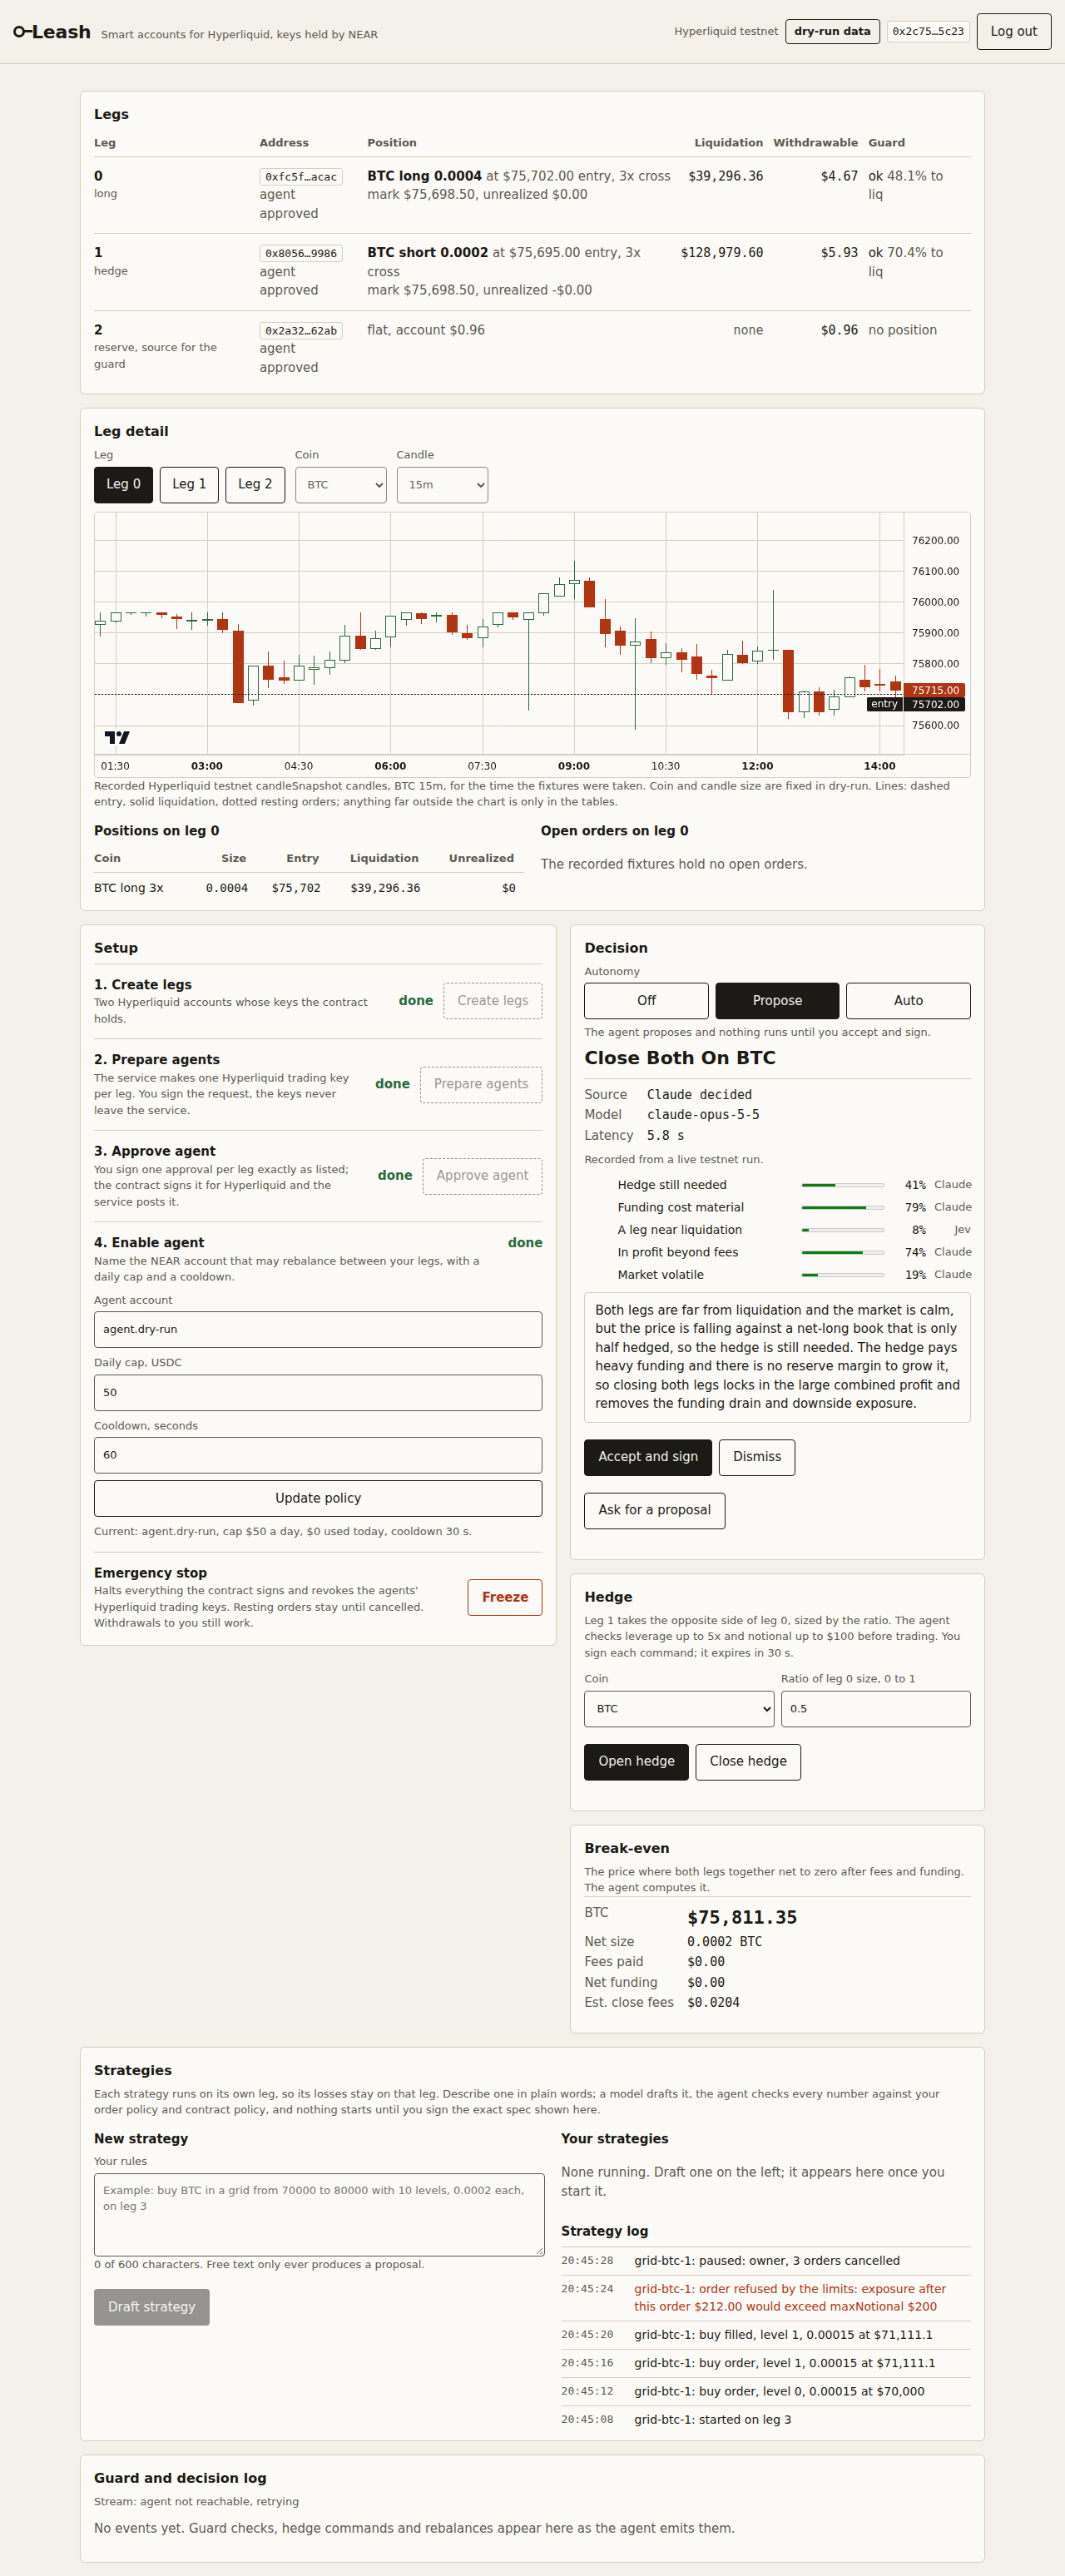 Leash Smart accounts for Hyperliquid, keys held by NEAR
Hyperliquid testnet dry-run data 0x2c75…5c23 Log out
Legs
Leg Address Position Liquidation Withdrawable Guard
0 0xfc5f…acac BTC long 0.0004 at $75,702.00 entry, 3x cross $39,296.36 $4.67 ok 48.1% to
long agent mark $75,698.50, unrealized $0.00 liq
approved
1 0x8056…9986 BTC short 0.0002 at $75,695.00 entry, 3x $128,979.60 $5.93 ok 70.4% to
hedge agent cross liq
approved mark $75,698.50, unrealized -$0.00
2 0x2a32…62ab flat, account $0.96 none $0.96 no position
reserve, source for the agent
guard approved
Leg detail
Leg Coin Candle
Leg 0 Leg 1 Leg 2 BTC 15m
76200.00
76100.00
76000.00
75900.00
75800.00
75715.00
entry 75702.00
75600.00
01:30 03:00 04:30 06:00 07:30 09:00 10:30 12:00 14:00
Recorded Hyperliquid testnet candleSnapshot candles, BTC 15m, for the time the fixtures were taken. Coin and candle size are fixed in dry-run. Lines: dashed
entry, solid liquidation, dotted resting orders; anything far outside the chart is only in the tables.
Positions on leg 0
Coin Size Entry Liquidation Unrealized
BTC long 3x 0.0004 $75,702 $39,296.36 $0
Open orders on leg 0
The recorded fixtures hold no open orders.
Setup
1. Create legs
Two Hyperliquid accounts whose keys the contract
holds.
done Create legs
2. Prepare agents
The service makes one Hyperliquid trading key
per leg. You sign the request, the keys never
leave the service.
done Prepare agents
3. Approve agent
You sign one approval per leg exactly as listed;
the contract signs it for Hyperliquid and the
service posts it.
done Approve agent
4. Enable agent done
Name the NEAR account that may rebalance between your legs, with a
daily cap and a cooldown.
Agent account
agent.dry-run
Daily cap, USDC
50
Cooldown, seconds
60
Update policy
Current: agent.dry-run, cap $50 a day, $0 used today, cooldown 30 s.
Emergency stop
Halts everything the contract signs and revokes the agents'
Hyperliquid trading keys. Resting orders stay until cancelled.
Withdrawals to you still work.
Freeze
Decision
Autonomy
Off Propose Auto
The agent proposes and nothing runs until you accept and sign.
Close Both On BTC
Source Claude decided
Model claude-opus-5-5
Latency 5.8 s
Recorded from a live testnet run.
Hedge still needed 41% Claude
Funding cost material 79% Claude
A leg near liquidation 8% Jev
In profit beyond fees 74% Claude
Market volatile 19% Claude
Both legs are far from liquidation and the market is calm,
but the price is falling against a net-long book that is only
half hedged, so the hedge is still needed. The hedge pays
heavy funding and there is no reserve margin to grow it,
so closing both legs locks in the large combined profit and
removes the funding drain and downside exposure.
Accept and sign Dismiss
Ask for a proposal
Hedge
Leg 1 takes the opposite side of leg 0, sized by the ratio. The agent
checks leverage up to 5x and notional up to $100 before trading. You
sign each command; it expires in 30 s.
Coin Ratio of leg 0 size, 0 to 1
BTC 0.5
Open hedge Close hedge
Break-even
The price where both legs together net to zero after fees and funding.
The agent computes it.
BTC $75,811.35
Net size 0.0002 BTC
Fees paid $0.00
Net funding $0.00
Est. close fees $0.0204
Strategies
Each strategy runs on its own leg, so its losses stay on that leg. Describe one in plain words; a model drafts it, the agent checks every number against your
order policy and contract policy, and nothing starts until you sign the exact spec shown here.
New strategy
Your rules
Example: buy BTC in a grid from 70000 to 80000 with 10 levels, 0.0002 each,
on leg 3
0 of 600 characters. Free text only ever produces a proposal.
Draft strategy
Your strategies
None running. Draft one on the left; it appears here once you
start it.
Strategy log
20:45:28 grid-btc-1: paused: owner, 3 orders cancelled
20:45:24 grid-btc-1: order refused by the limits: exposure after
this order $212.00 would exceed maxNotional $200
20:45:20 grid-btc-1: buy filled, level 1, 0.00015 at $71,111.1
20:45:16 grid-btc-1: buy order, level 1, 0.00015 at $71,111.1
20:45:12 grid-btc-1: buy order, level 0, 0.00015 at $70,000
20:45:08 grid-btc-1: started on leg 3
Guard and decision log
Stream: agent not reachable, retrying
No events yet. Guard checks, hedge commands and rebalances appear here as the agent emits them.